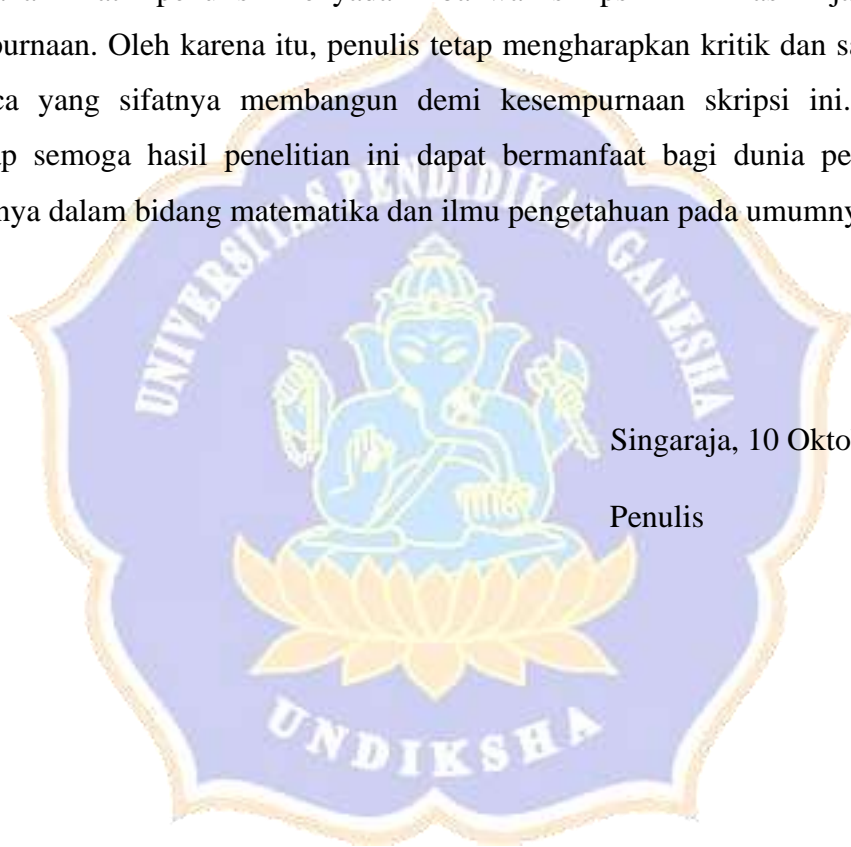 purnaan. Oleh karena itu, penulis tetap mengharapkan kritik dan sa
ca yang sifatnya membangun demi kesempurnaan skripsi ini.
ap semoga hasil penelitian ini dapat bermanfaat bagi dunia pe
nya dalam bidang matematika dan ilmu pengetahuan pada umumny
UNIVERSITAS PENDIDIKAN GANESHA
Singaraja, 10 Okto
Penulis
UNDIKSHA